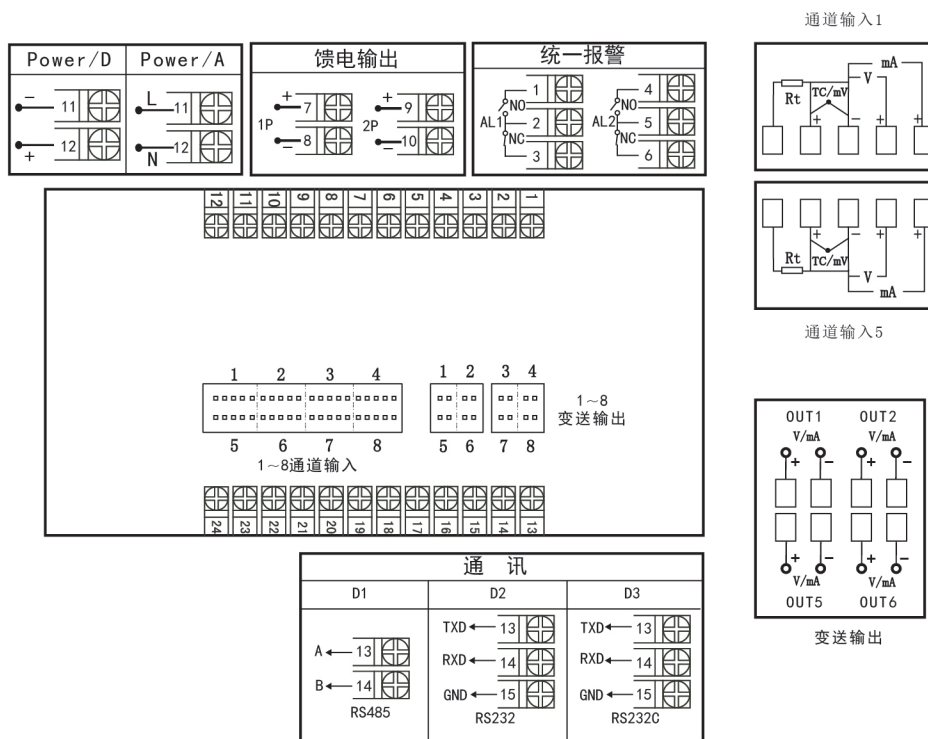 通道输入1
Power/D
Power/A
馈电输出
统一报警
- 11
+ 12
L 11
N 12
1P
+ 7
- 8
2P
+ 9
- 10
AL1
NO
NC
1
2
3
AL2
NO
NC
4
5
6
mA
V
Rt
TC/mV
+ - + +
12 11 10 9 8 7 6 5 4 3 2 1
+ - + +
Rt
TC/mV
V
mA
通道输入5
1 2 3 4
5 6 7 8
1~8通道输入
1 2 3 4
5 6 7 8
1~8
变送输出
24 23 22 21 20 19 18 17 16 15 14 13
OUT1 OUT2
V/mA V/mA
+ - + -
+ - + -
V/mA V/mA
OUT5 OUT6
变送输出
通 讯
D1 D2 D3
A 13
B 14
RS485
TXD 13
RXD 14
GND 15
RS232
TXD 13
RXD 14
GND 15
RS232C